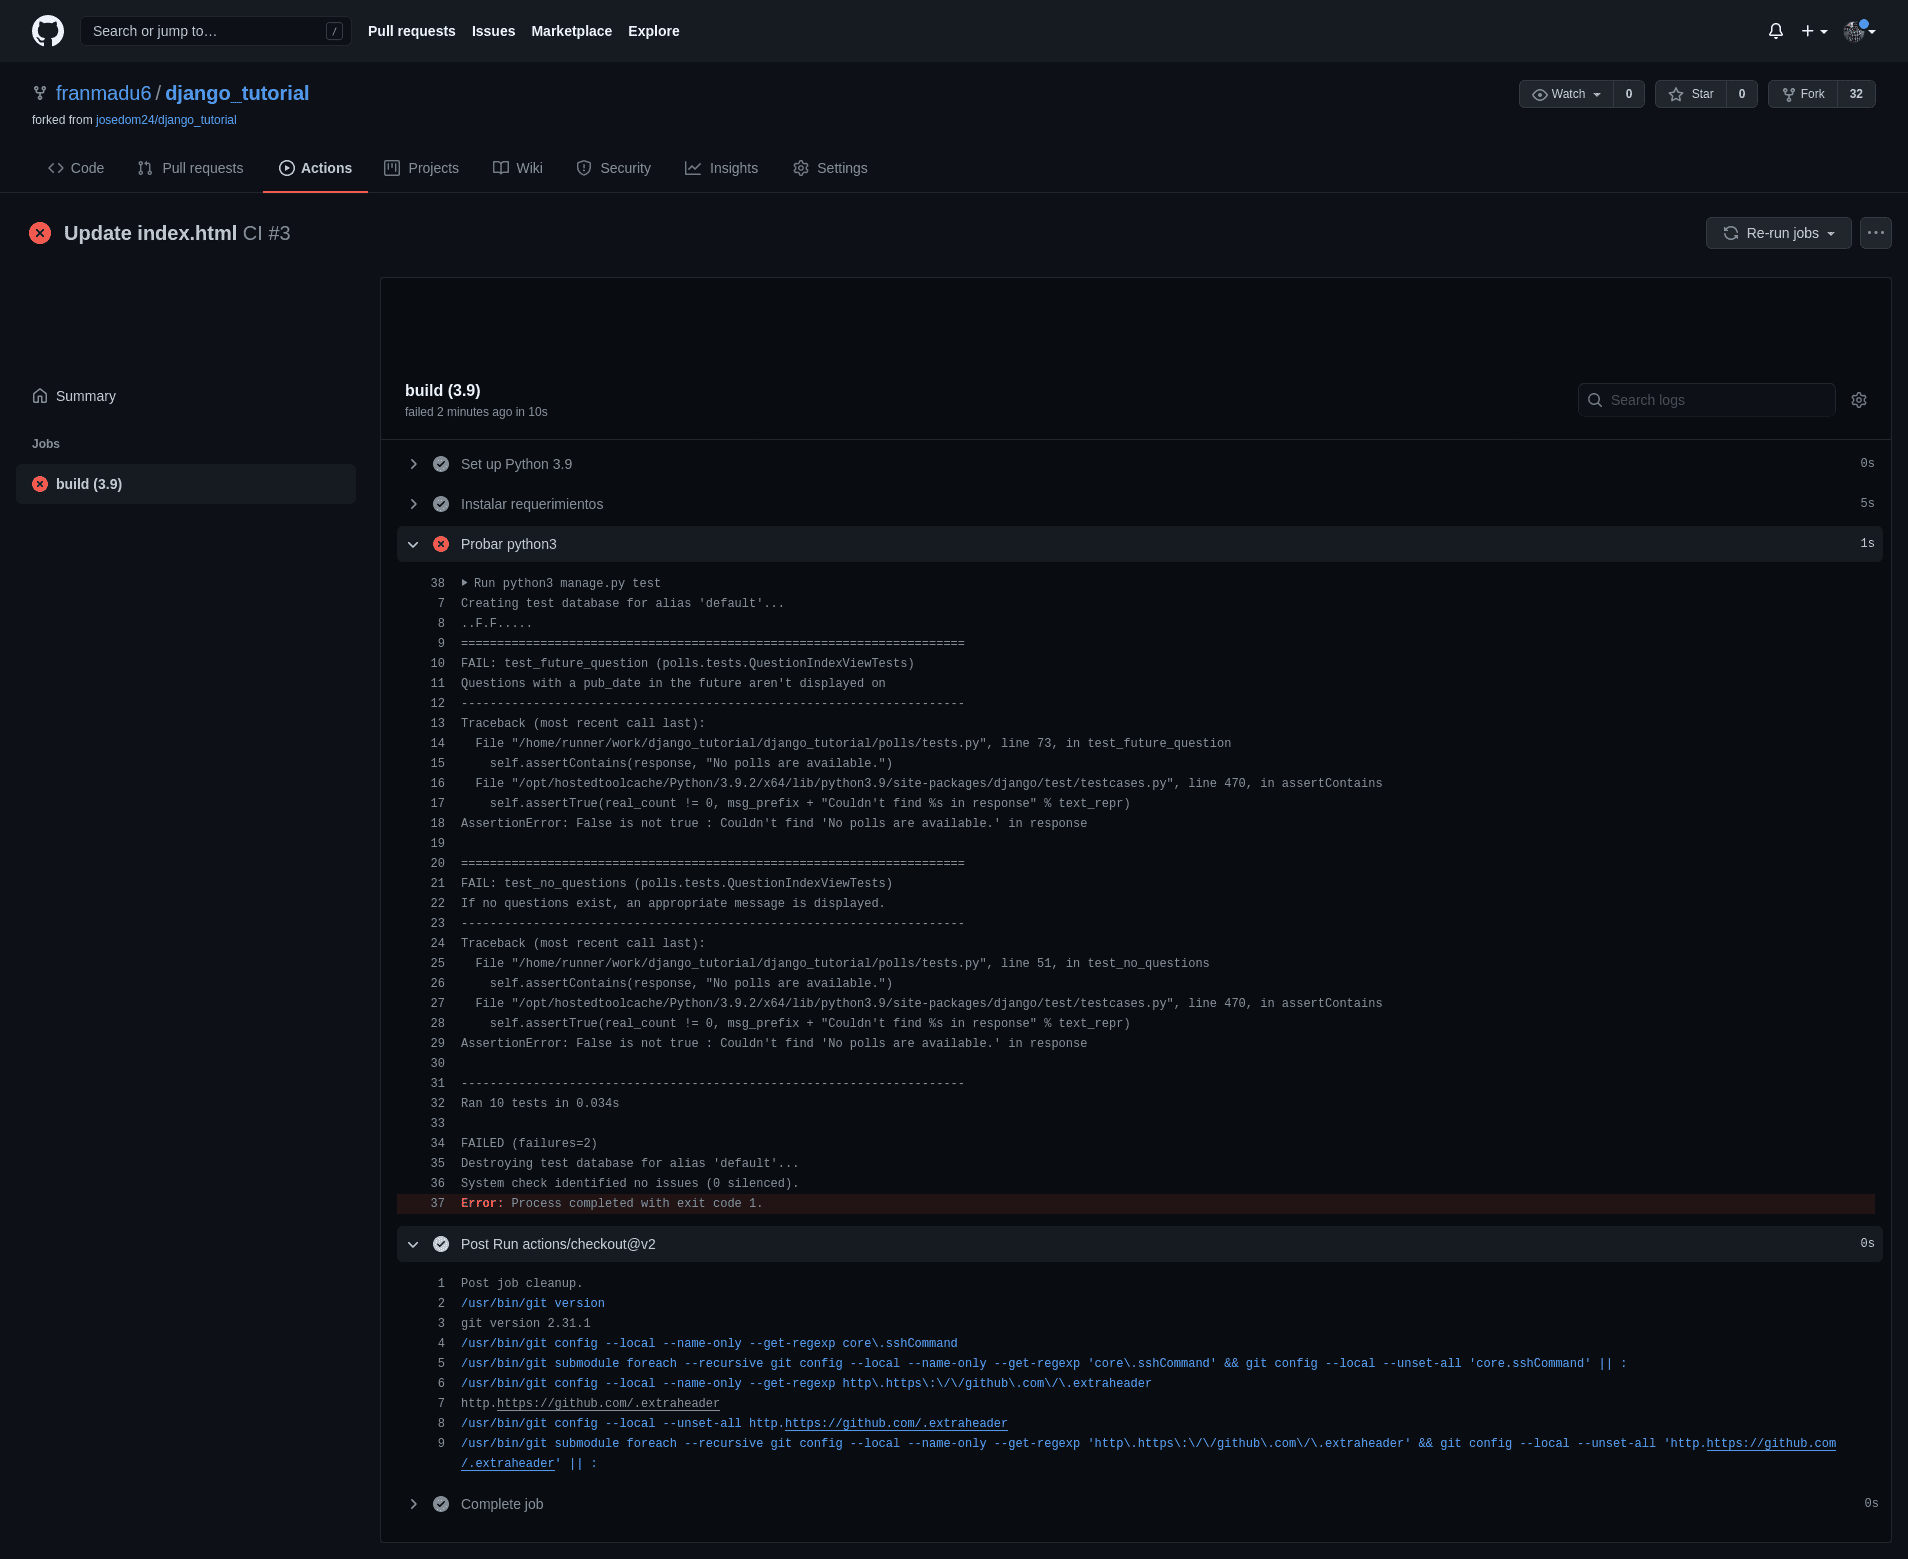 Search or jump to… /
Pull requests Issues Marketplace Explore
franmadu6 / django_tutorial
forked from josedom24/django_tutorial
Watch 0 Star 0 Fork 32
Code Pull requests Actions Projects Wiki Security Insights Settings
Update index.html CI #3
Re-run jobs
Summary
Jobs
build (3.9)
build (3.9)
failed 2 minutes ago in 10s
Search logs
Set up Python 3.9 0s
Instalar requerimientos 5s
Probar python3 1s
38 Run python3 manage.py test
7 Creating test database for alias 'default'...
8 ..F.F.....
9 ======================================================================
10 FAIL: test_future_question (polls.tests.QuestionIndexViewTests)
11 Questions with a pub_date in the future aren't displayed on
12 ----------------------------------------------------------------------
13 Traceback (most recent call last):
14 File "/home/runner/work/django_tutorial/django_tutorial/polls/tests.py", line 73, in test_future_question
15 self.assertContains(response, "No polls are available.")
16 File "/opt/hostedtoolcache/Python/3.9.2/x64/lib/python3.9/site-packages/django/test/testcases.py", line 470, in assertContains
17 self.assertTrue(real_count != 0, msg_prefix + "Couldn't find %s in response" % text_repr)
18 AssertionError: False is not true : Couldn't find 'No polls are available.' in response
19
20 ======================================================================
21 FAIL: test_no_questions (polls.tests.QuestionIndexViewTests)
22 If no questions exist, an appropriate message is displayed.
23 ----------------------------------------------------------------------
24 Traceback (most recent call last):
25 File "/home/runner/work/django_tutorial/django_tutorial/polls/tests.py", line 51, in test_no_questions
26 self.assertContains(response, "No polls are available.")
27 File "/opt/hostedtoolcache/Python/3.9.2/x64/lib/python3.9/site-packages/django/test/testcases.py", line 470, in assertContains
28 self.assertTrue(real_count != 0, msg_prefix + "Couldn't find %s in response" % text_repr)
29 AssertionError: False is not true : Couldn't find 'No polls are available.' in response
30
31 ----------------------------------------------------------------------
32 Ran 10 tests in 0.034s
33
34 FAILED (failures=2)
35 Destroying test database for alias 'default'...
36 System check identified no issues (0 silenced).
37 Error: Process completed with exit code 1.
Post Run actions/checkout@v2 0s
1 Post job cleanup.
2 /usr/bin/git version
3 git version 2.31.1
4 /usr/bin/git config --local --name-only --get-regexp core\.sshCommand
5 /usr/bin/git submodule foreach --recursive git config --local --name-only --get-regexp 'core\.sshCommand' && git config --local --unset-all 'core.sshCommand' || :
6 /usr/bin/git config --local --name-only --get-regexp http\.https\:\/\/github\.com\/\.extraheader
7 http.https://github.com/.extraheader
8 /usr/bin/git config --local --unset-all http.https://github.com/.extraheader
9 /usr/bin/git submodule foreach --recursive git config --local --name-only --get-regexp 'http\.https\:\/\/github\.com\/\.extraheader' && git config --local --unset-all 'http.https://github.com
/.extraheader' || :
Complete job 0s